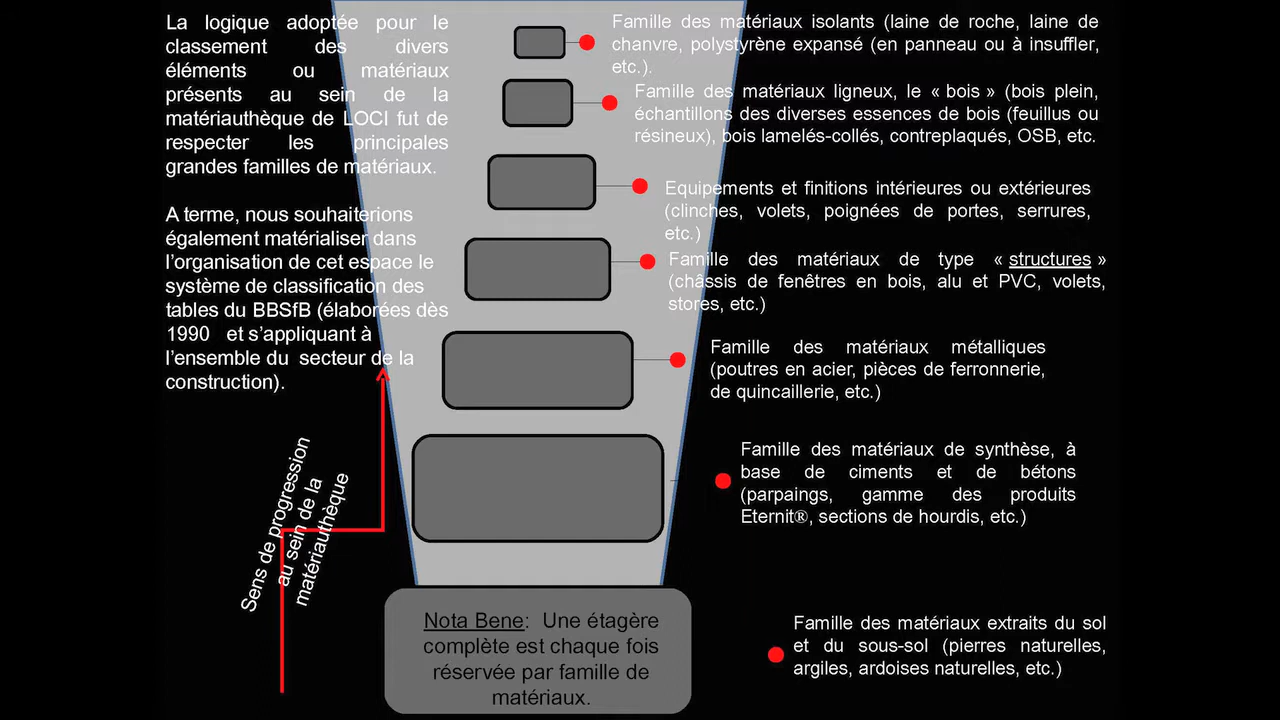 La logique adoptée pour le
classement des divers
éléments ou matériaux
présents au sein de la
matériauthèque de LOCI fut de
respecter les principales
grandes familles de matériaux.
A terme, nous souhaiterions
également matérialiser dans
l'organisation de cet espace le
système de classification des
tables du BBSfB (élaborées dès
1990 et s'appliquant à
l'ensemble du secteur de la
construction).
Sens de progression
au sein de la
matériauthèque
Famille des matériaux isolants (laine de roche, laine de
chanvre, polystyrène expansé (en panneau ou à insuffler,
etc.).
Famille des matériaux ligneux, le « bois » (bois plein,
échantillons des diverses essences de bois (feuillus ou
résineux), bois lamelés-collés, contreplaqués, OSB, etc.
Equipements et finitions intérieures ou extérieures
(clinches, volets, poignées de portes, serrures,
etc.)
Famille des matériaux de type « structures »
(châssis de fenêtres en bois, alu et PVC, volets,
stores, etc.)
Famille des matériaux métalliques
(poutres en acier, pièces de ferronnerie,
de quincaillerie, etc.)
Famille des matériaux de synthèse, à
base de ciments et de bétons
(parpaings, gamme des produits
Eternit®, sections de hourdis, etc.)
Famille des matériaux extraits du sol
et du sous-sol (pierres naturelles,
argiles, ardoises naturelles, etc.)
Nota Bene: Une étagère
complète est chaque fois
réservée par famille de
matériaux.